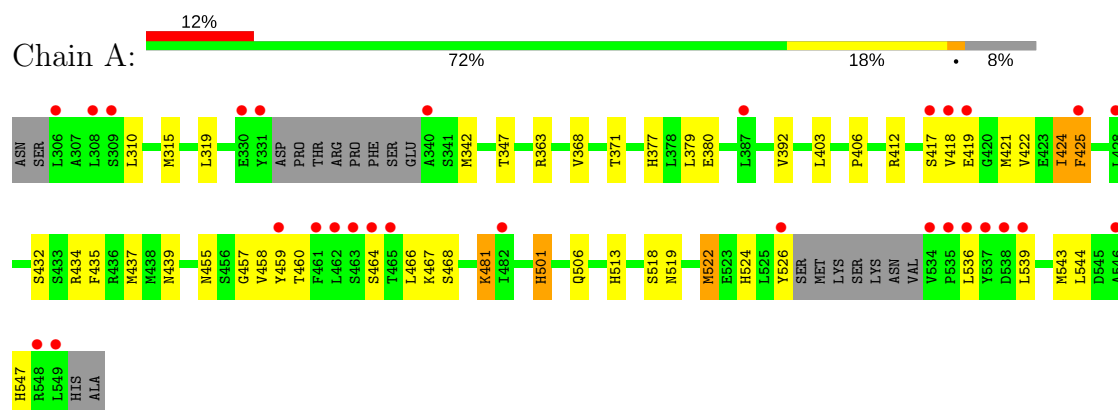 12%
Chain A:
72% 18% • 8%
ASN SER L306 A307 L308 S309 L310 M315 L319 E330 Y331 ASP PRO THR ARG PRO PHE SER GLU A340 S341 M342 T347 R363 V368 T371 H377 L378 L379 E380 L387 V392 L403 P406 R412 S417 V418 E419 G420 M421 V422 E423 I424 F425 L428
S432 S433 R434 F435 R436 M437 M438 N439 N455 S456 G457 V458 Y459 T460 F461 L462 S463 S464 T465 L466 K467 S468 K481 I482 H501 Q506 H513 S518 N519 M522 E523 H524 L525 Y526 SER MET LYS SER LYS ASN VAL V534 P535 L536 Y537 D538 L539 M543 L544 D545 A546
H547 R548 L549 HIS ALA